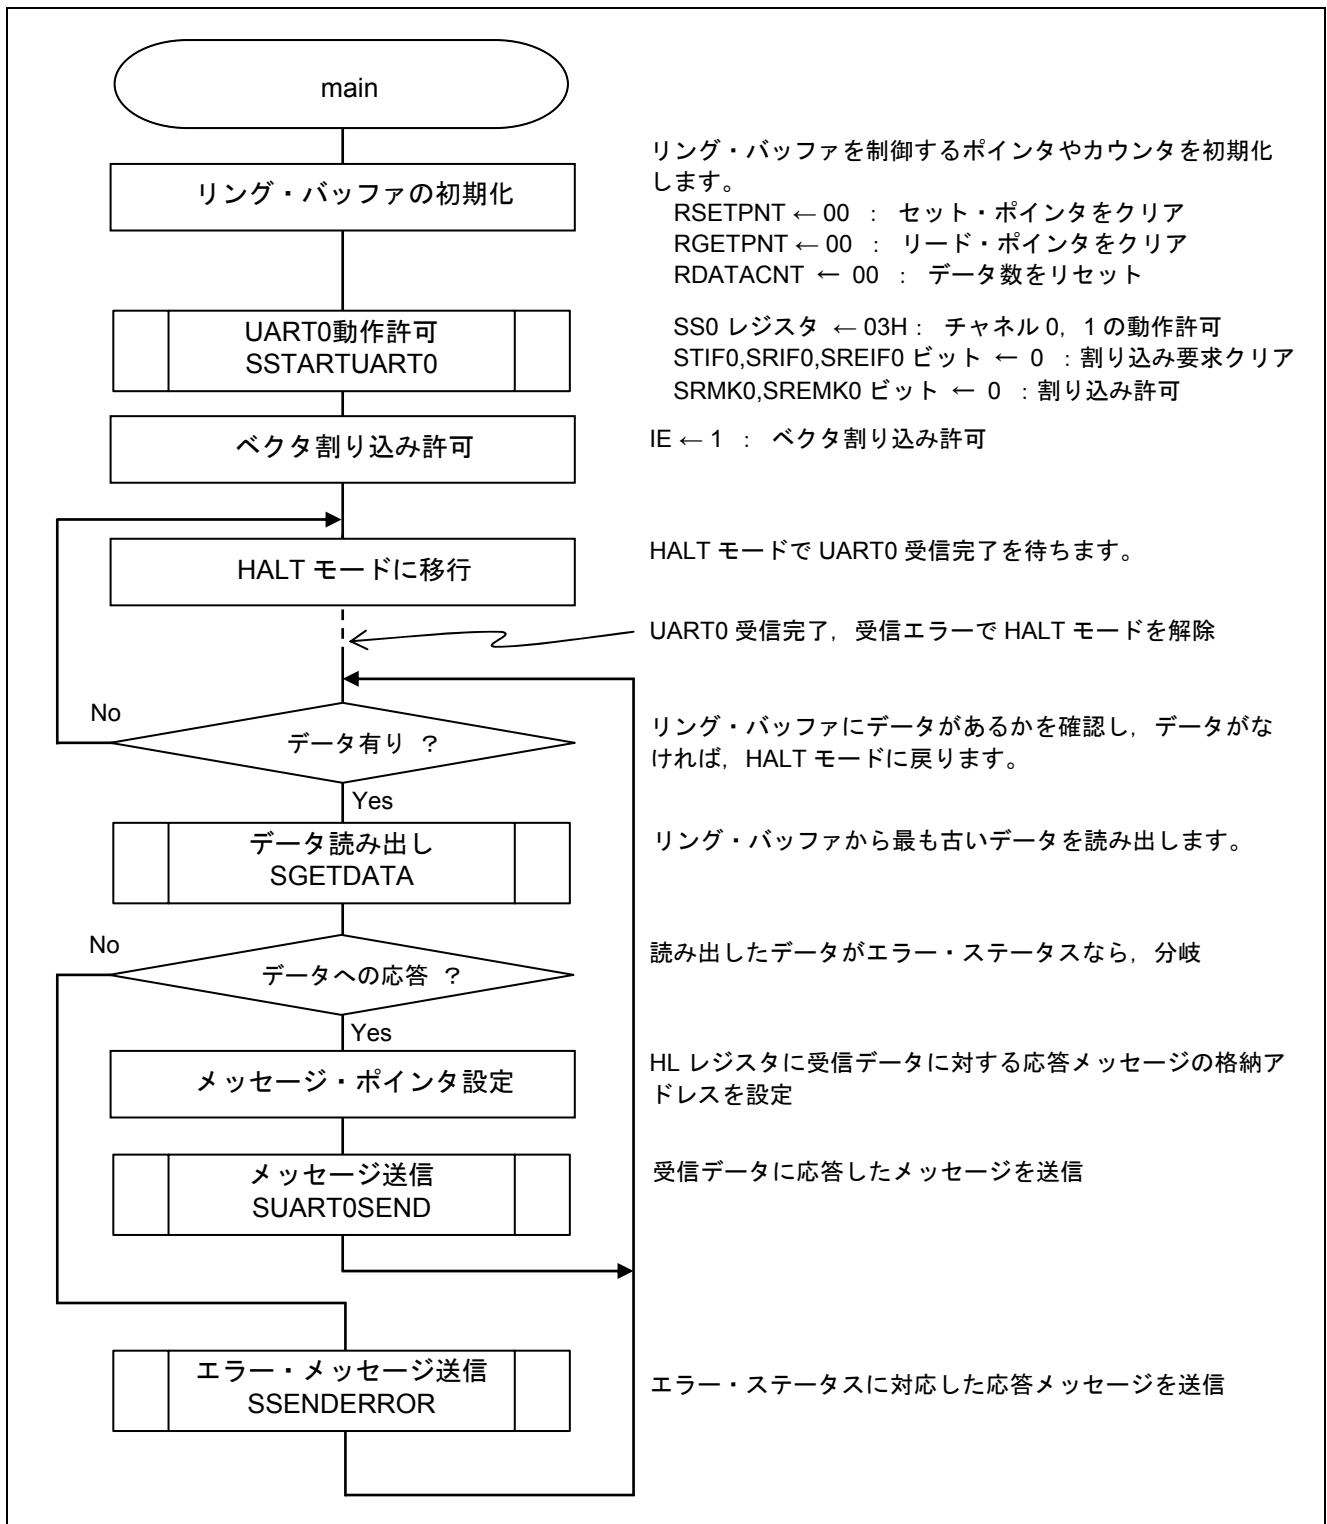 main
リング・バッファの初期化
リング・バッファを制御するポインタやカウンタを初期化
します。
RSETPNT ← 00 : セット・ポインタをクリア
RGETPNT ← 00 : リード・ポインタをクリア
RDATACNT ← 00 : データ数をリセット
UART0動作許可
SSTARTUART0
SS0 レジスタ ← 03H : チャネル 0, 1 の動作許可
STIF0,SRIF0,SREIF0 ビット ← 0 : 割り込み要求クリア
SRMK0,SREMK0 ビット ← 0 : 割り込み許可
ベクタ割り込み許可
IE ← 1 : ベクタ割り込み許可
HALT モードに移行
HALT モードで UART0 受信完了を待ちます。
UART0 受信完了, 受信エラーで HALT モードを解除
No
データ有り ?
Yes
リング・バッファにデータがあるかを確認し, データがな
ければ, HALT モードに戻ります。
データ読み出し
SGETDATA
リング・バッファから最も古いデータを読み出します。
No
データへの応答 ?
Yes
読み出したデータがエラー・ステータスなら, 分岐
メッセージ・ポインタ設定
HL レジスタに受信データに対する応答メッセージの格納ア
ドレスを設定
メッセージ送信
SUART0SEND
受信データに応答したメッセージを送信
エラー・メッセージ送信
SSENDERROR
エラー・ステータスに対応した応答メッセージを送信